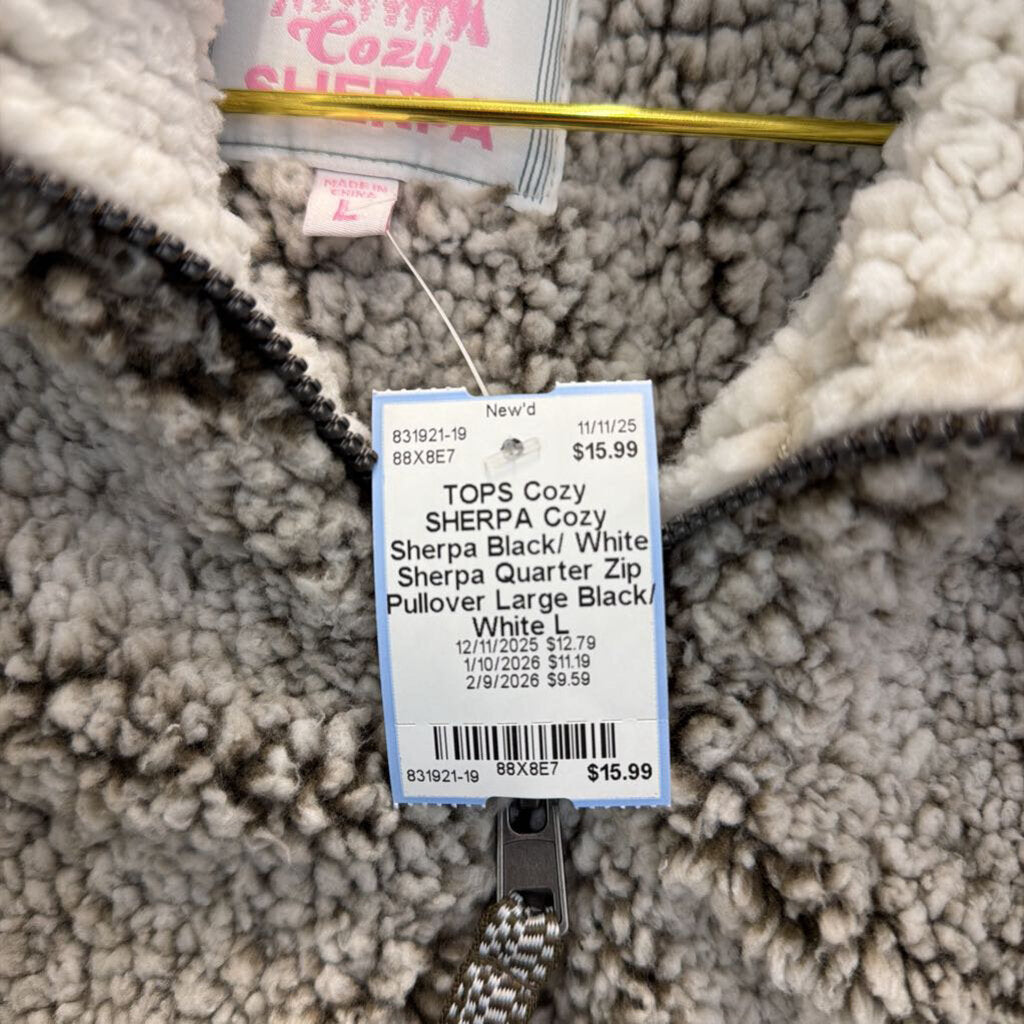 Cozy
SHERPA
MADE IN
CHINA
L
New'd
831921-19
11/11/25
88X8E7
$15.99
TOPS Cozy
SHERPA Cozy
Sherpa Black/ White
Sherpa Quarter Zip
Pullover Large Black/
White L
12/11/2025 $12.79
1/10/2026 $11.19
2/9/2026 $9.59
831921-19
88X8E7
$15.99